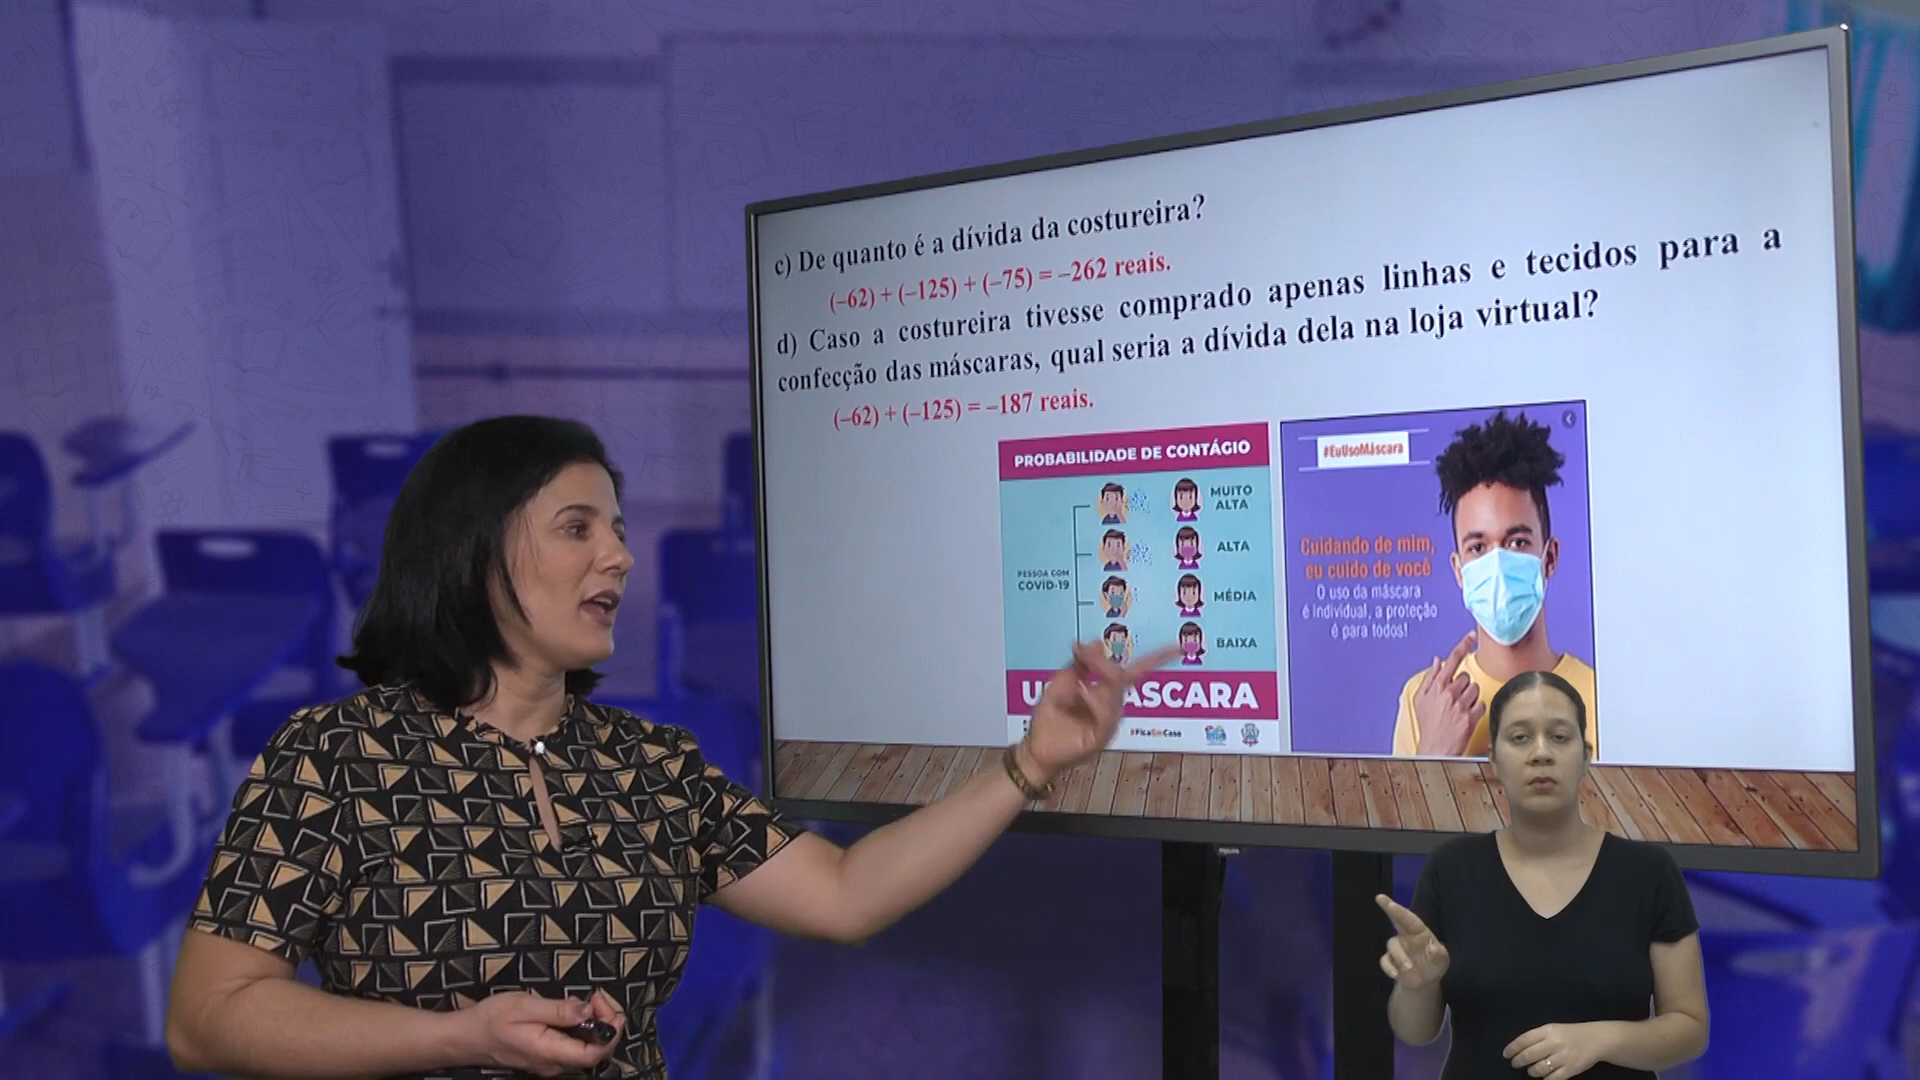 c) De quanto é a dívida da costureira?
(–62) + (–125) + (–75) = –262 reais.
d) Caso a costureira tivesse comprado apenas linhas e tecidos para a
confecção das máscaras, qual seria a dívida dela na loja virtual?
(–62) + (–125) = –187 reais.
PROBABILIDADE DE CONTÁGIO
MUITO
ALTA
ALTA
PESSOA COM
COVID-19
MÉDIA
BAIXA
ASCARA
#FicaEmCasa
#EuUsoMáscara
Cuidando de mim,
eu cuido de você
O uso da máscara
é individual, a proteção
é para todos!